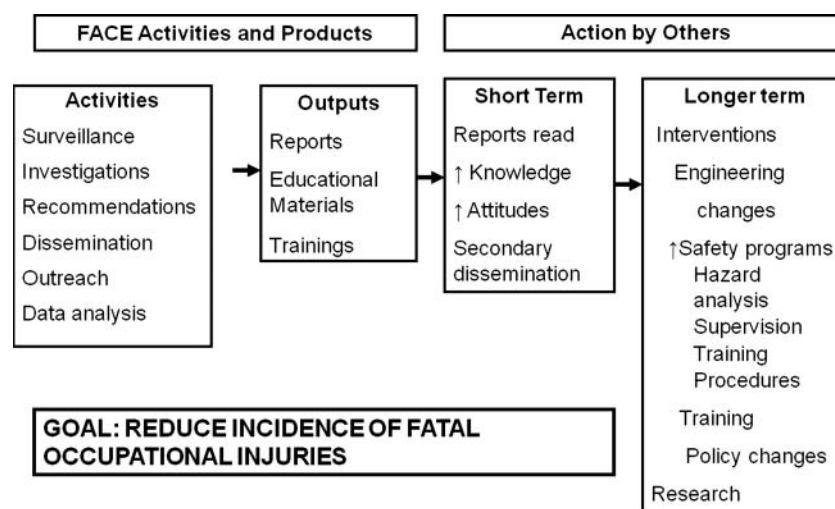 FACE Activities and Products
Action by Others
Activities
Surveillance
Investigations
Recommendations
Dissemination
Outreach
Data analysis
Outputs
Reports
Educational
Materials
Trainings
Short Term
Reports read
↑ Knowledge
↑ Attitudes
Secondary
dissemination
Longer term
Interventions
Engineering
changes
↑Safety programs
Hazard
analysis
Supervision
Training
Procedures
Training
Policy changes
Research
GOAL: REDUCE INCIDENCE OF FATAL
OCCUPATIONAL INJURIES